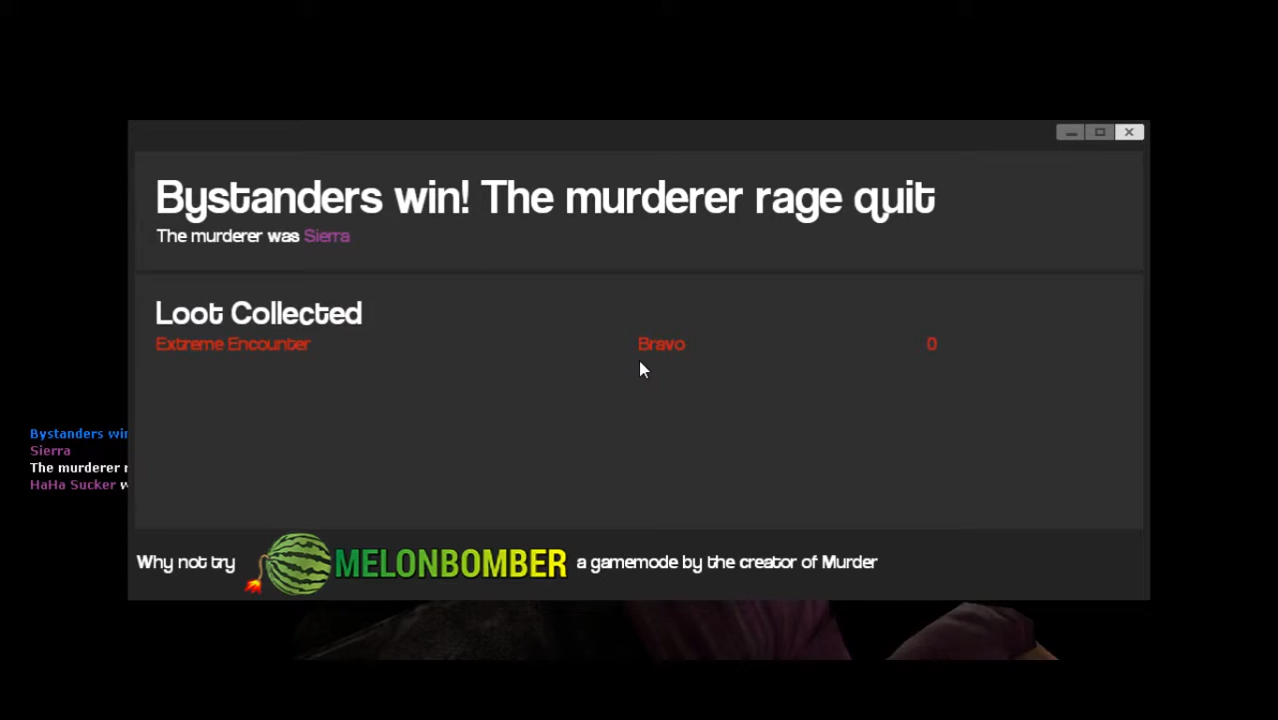 Bystanders win! The murderer rage quit
The murderer was Sierra
Loot Collected
Extreme Encounter Bravo 0
Bystanders win
Sierra
The murderer
HaHa Sucker
Why not try MELONBOMBER a gamemode by the creator of Murder